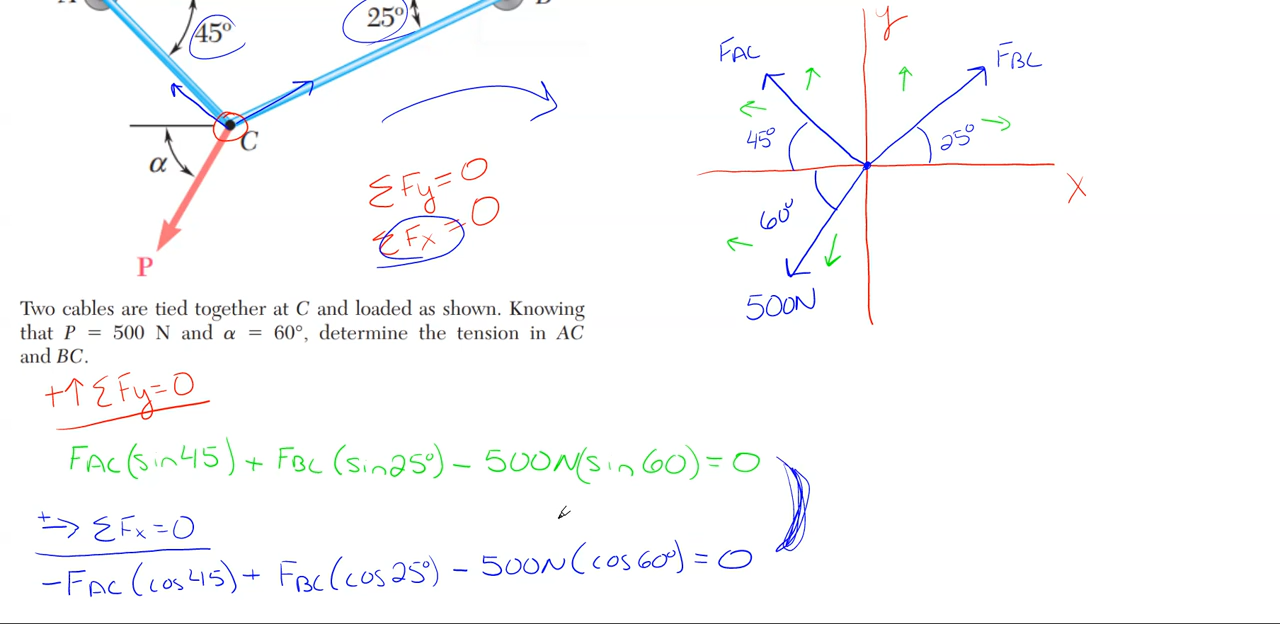 45°
25°
C
α
P
ΣFy=0
ΣFx=0
y
FAC
FBC
45°
25°
X
60°
500N
Two cables are tied together at C and loaded as shown. Knowing
that P = 500 N and α = 60°, determine the tension in AC
and BC.
+↑ΣFy=0
FAC(sin45)+FBC(sin25°)-500N(sin60)=0
+→ΣFx=0
-FAC(cos45)+FBC(cos25°)-500N(cos60°)=0